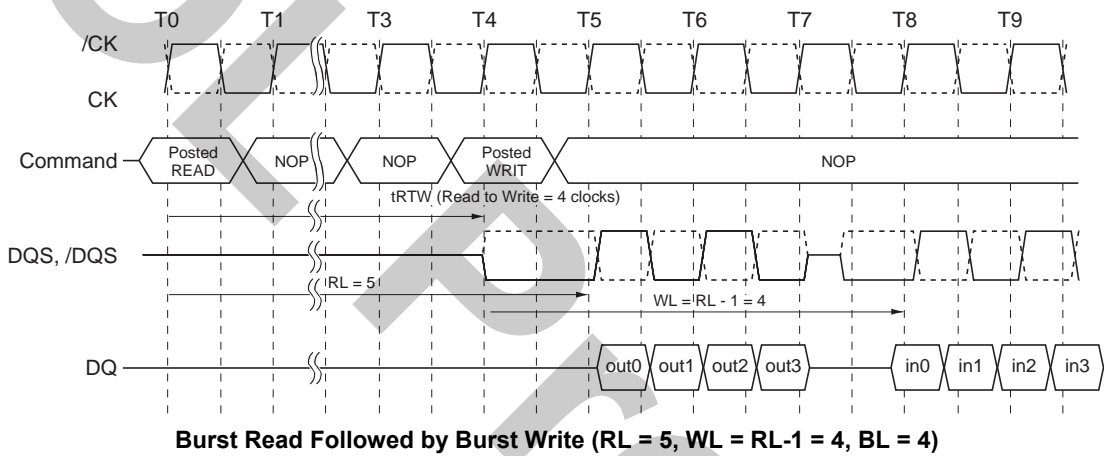 T0 T1 T3 T4 T5 T6 T7 T8 T9
/CK
CK
Command
Posted READ
NOP
NOP
Posted WRIT
NOP
tRTW (Read to Write = 4 clocks)
DQS, /DQS
RL = 5
WL = RL - 1 = 4
DQ
out0 out1 out2 out3 in0 in1 in2 in3
Burst Read Followed by Burst Write (RL = 5, WL = RL-1 = 4, BL = 4)